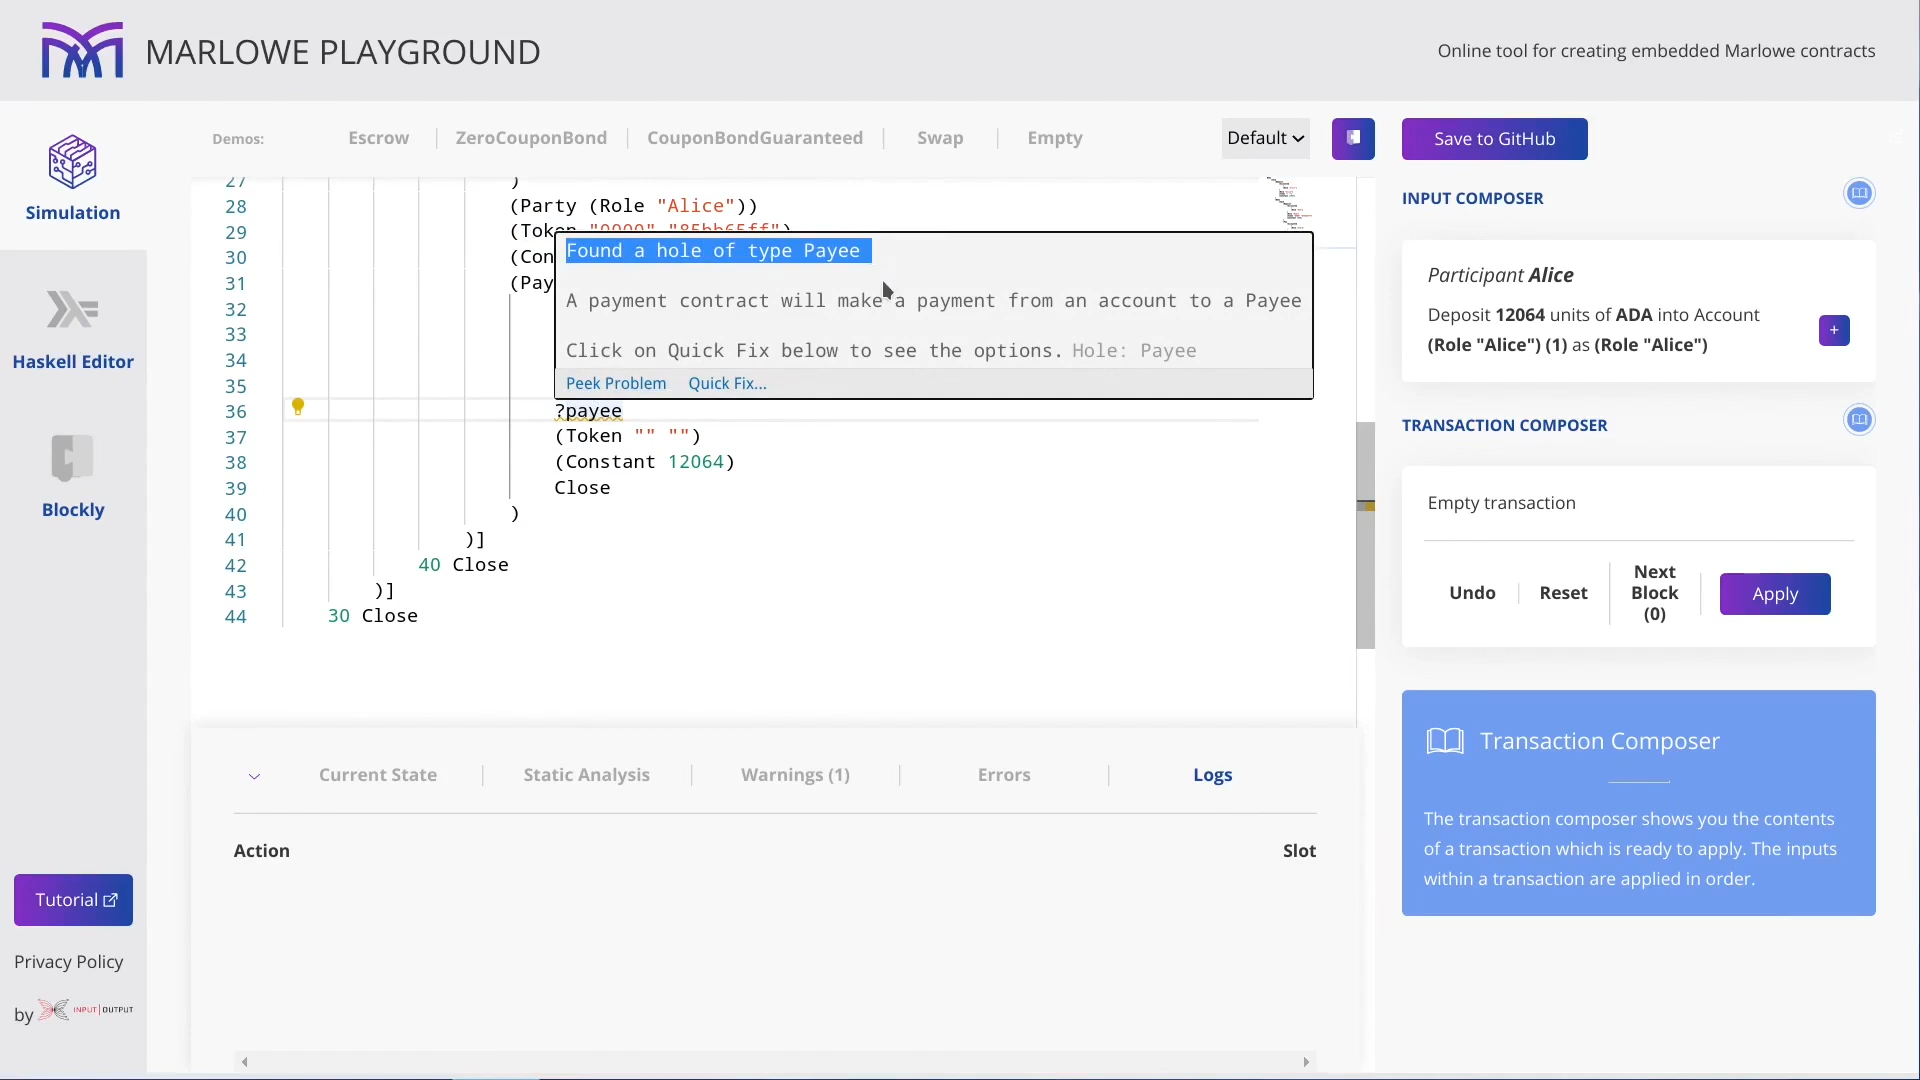 MARLOWE PLAYGROUND
Online tool for creating embedded Marlowe contracts
Simulation
Haskell Editor
Blockly
Tutorial
Privacy Policy
by INPUT|OUTPUT
Demos: Escrow ZeroCouponBond CouponBondGuaranteed Swap Empty
Default
Save to GitHub
27 )
28 (Party (Role "Alice"))
29 (Token "0000" "85bb65ff")
30 (Con
31 (Pay
32
33
34
35
36 ?payee
37 (Token "" "")
38 (Constant 12064)
39 Close
40 )
41 )]
42 40 Close
43 )]
44 30 Close
Found a hole of type Payee
A payment contract will make a payment from an account to a Payee
Click on Quick Fix below to see the options. Hole: Payee
Peek Problem Quick Fix...
Current State Static Analysis Warnings (1) Errors Logs
Action Slot
INPUT COMPOSER
Participant Alice
Deposit 12064 units of ADA into Account
(Role "Alice") (1) as (Role "Alice")
+
TRANSACTION COMPOSER
Empty transaction
Undo Reset Next Block (0) Apply
Transaction Composer
The transaction composer shows you the contents
of a transaction which is ready to apply. The inputs
within a transaction are applied in order.